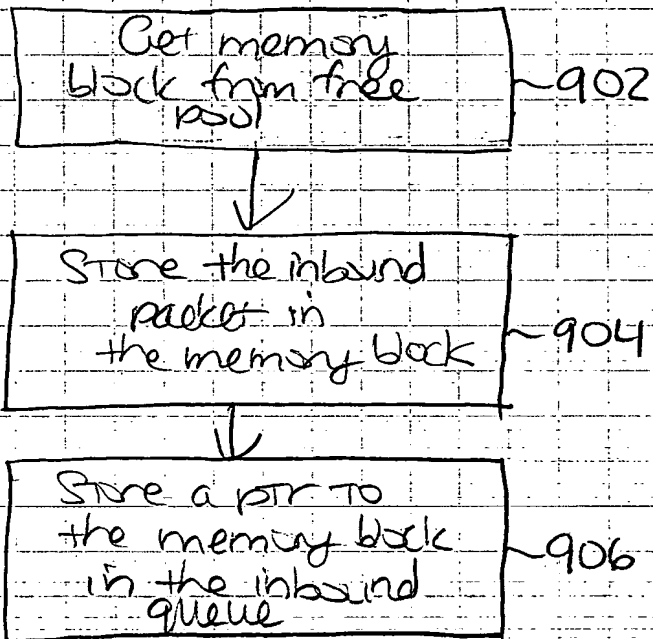 Get memory
block from free
pool
902
Store the inbound
packet in
the memory block
904
Store a ptr to
the memory block
in the inbound
queue
906